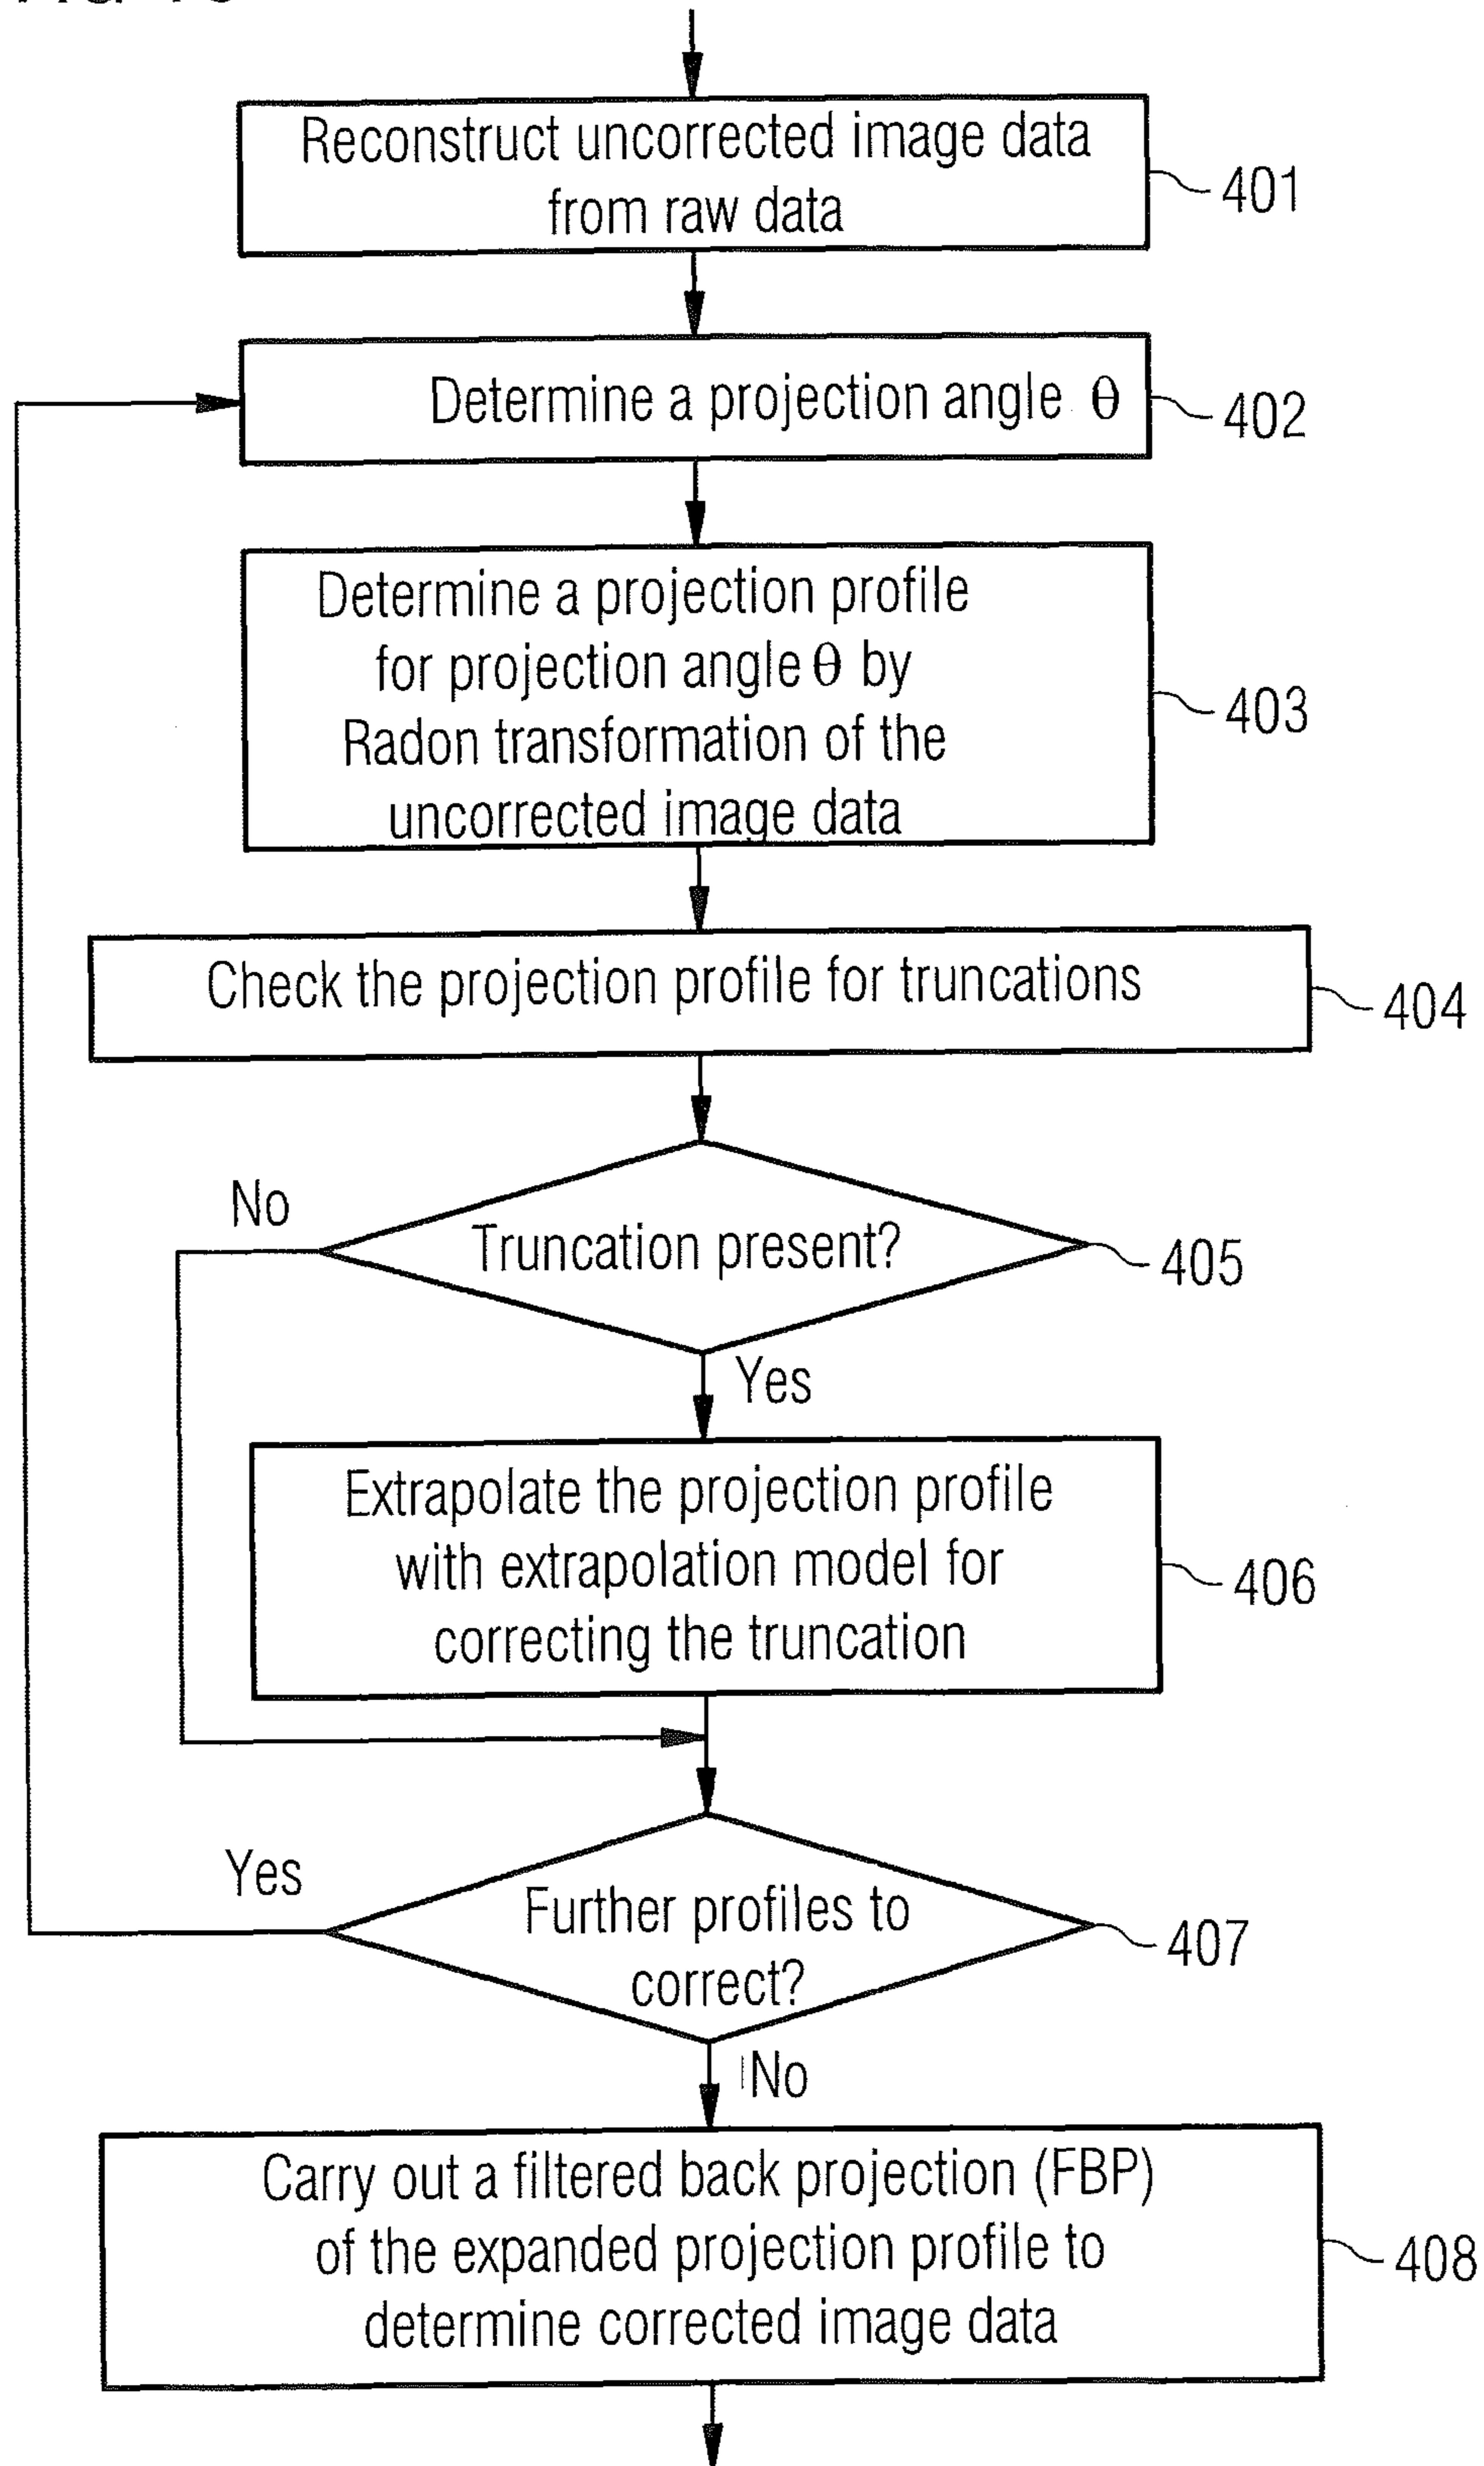 Reconstruct uncorrected image data
from raw data
401
Determine a projection angle θ
402
Determine a projection profile
for projection angle θ by
Radon transformation of the
uncorrected image data
403
Check the projection profile for truncations
404
No
Truncation present?
405
Yes
Extrapolate the projection profile
with extrapolation model for
correcting the truncation
406
Yes
Further profiles to
correct?
407
No
Carry out a filtered back projection (FBP)
of the expanded projection profile to
determine corrected image data
408